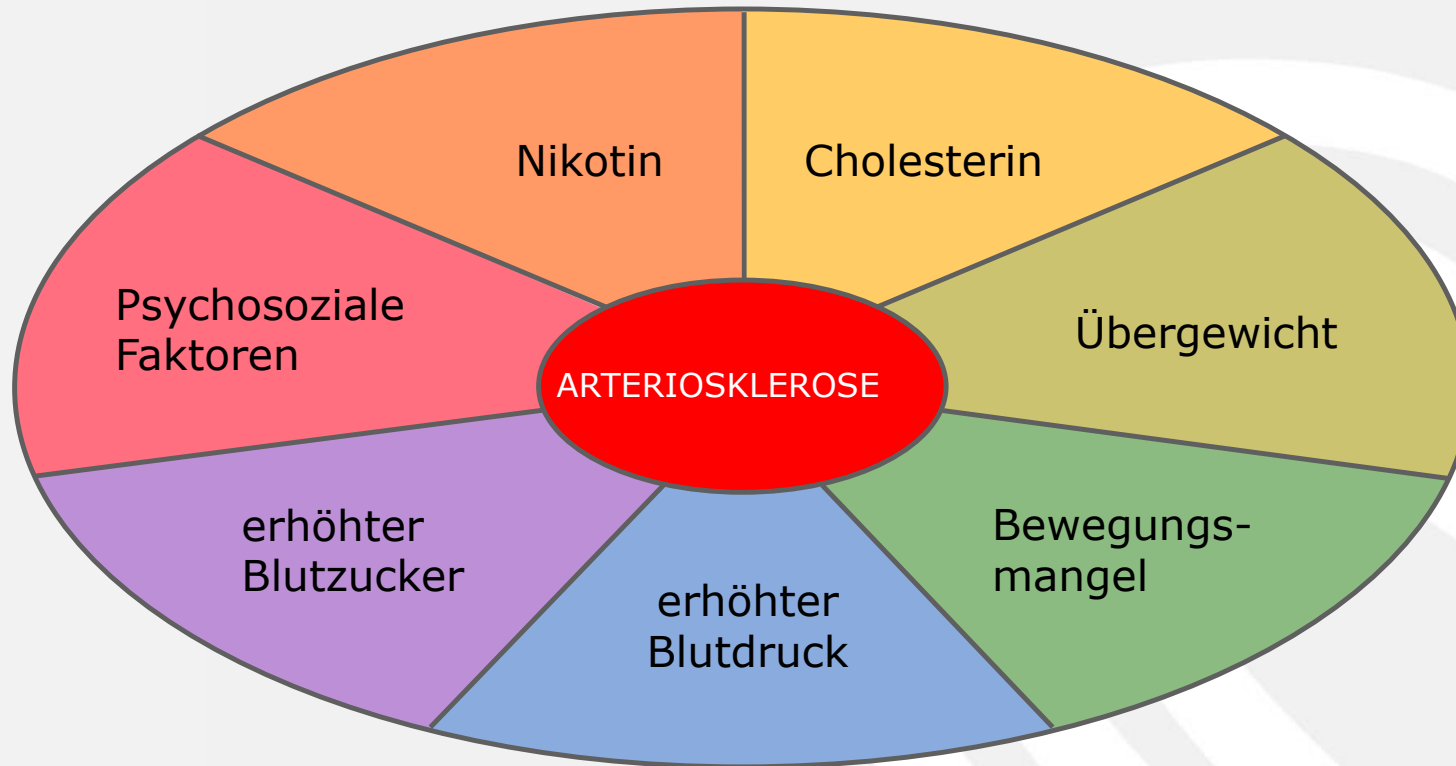 Nikotin
Cholesterin
Übergewicht
Bewegungs-
mangel
erhöhter
Blutdruck
erhöhter
Blutzucker
Psychosoziale
Faktoren
ARTERIOSKLEROSE